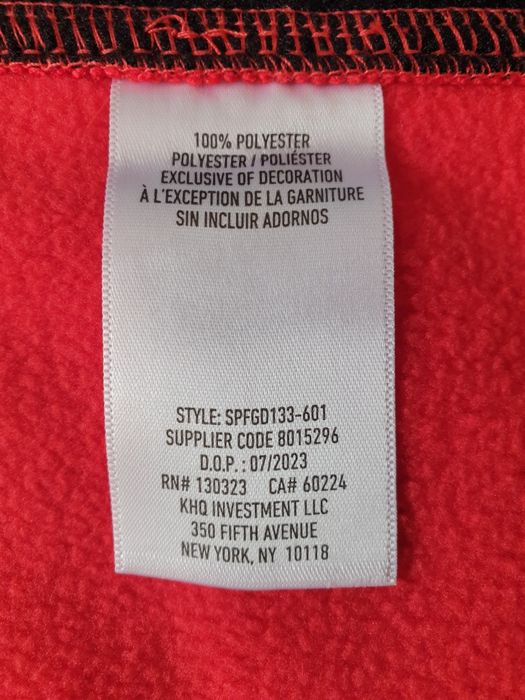 100% POLYESTER
POLYESTER / POLIÉSTER
EXCLUSIVE OF DECORATION
À L'EXCEPTION DE LA GARNITURE
SIN INCLUIR ADORNOS
STYLE: SPFGD133-601
SUPPLIER CODE 8015296
D.O.P.: 07/2023
RN# 130323 CA# 60224
KHQ INVESTMENT LLC
350 FIFTH AVENUE
NEW YORK, NY 10118